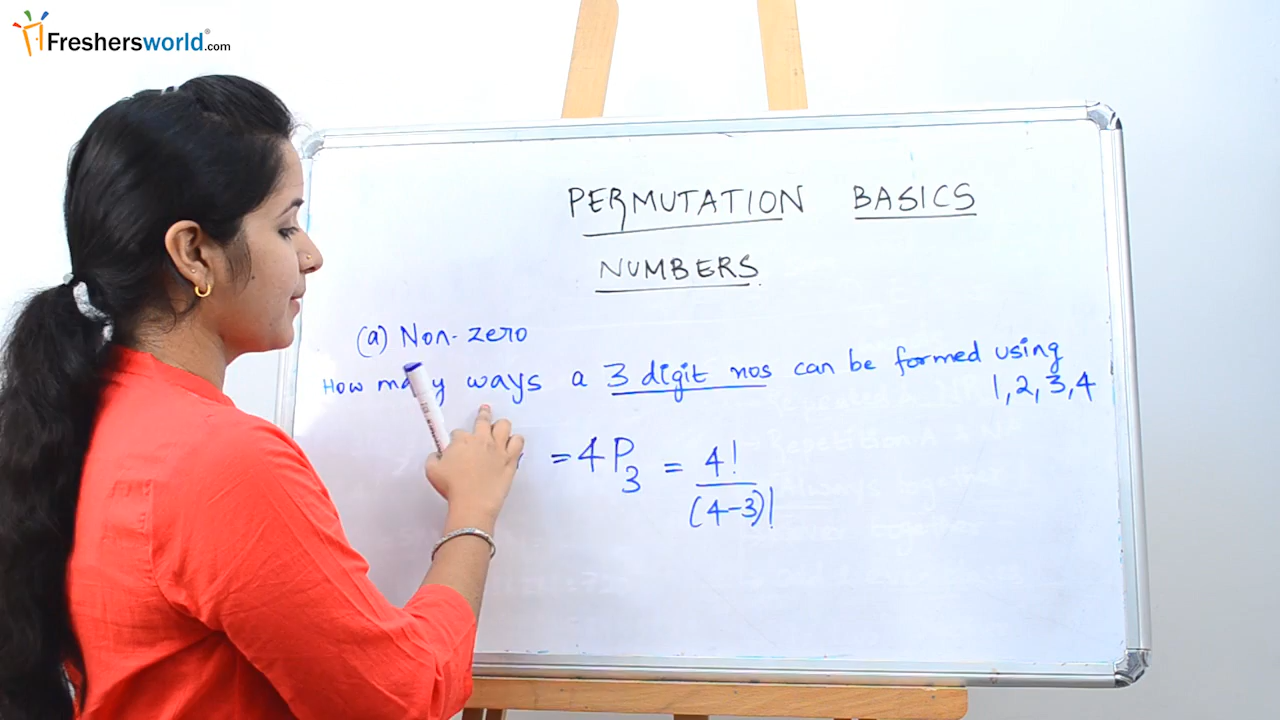 Freshersworld.com
PERMUTATION BASICS
NUMBERS.
(a) Non-zero
How many ways a 3 digit nos can be formed using
1, 2, 3, 4
= 4P3 = 4!
(4-3)!